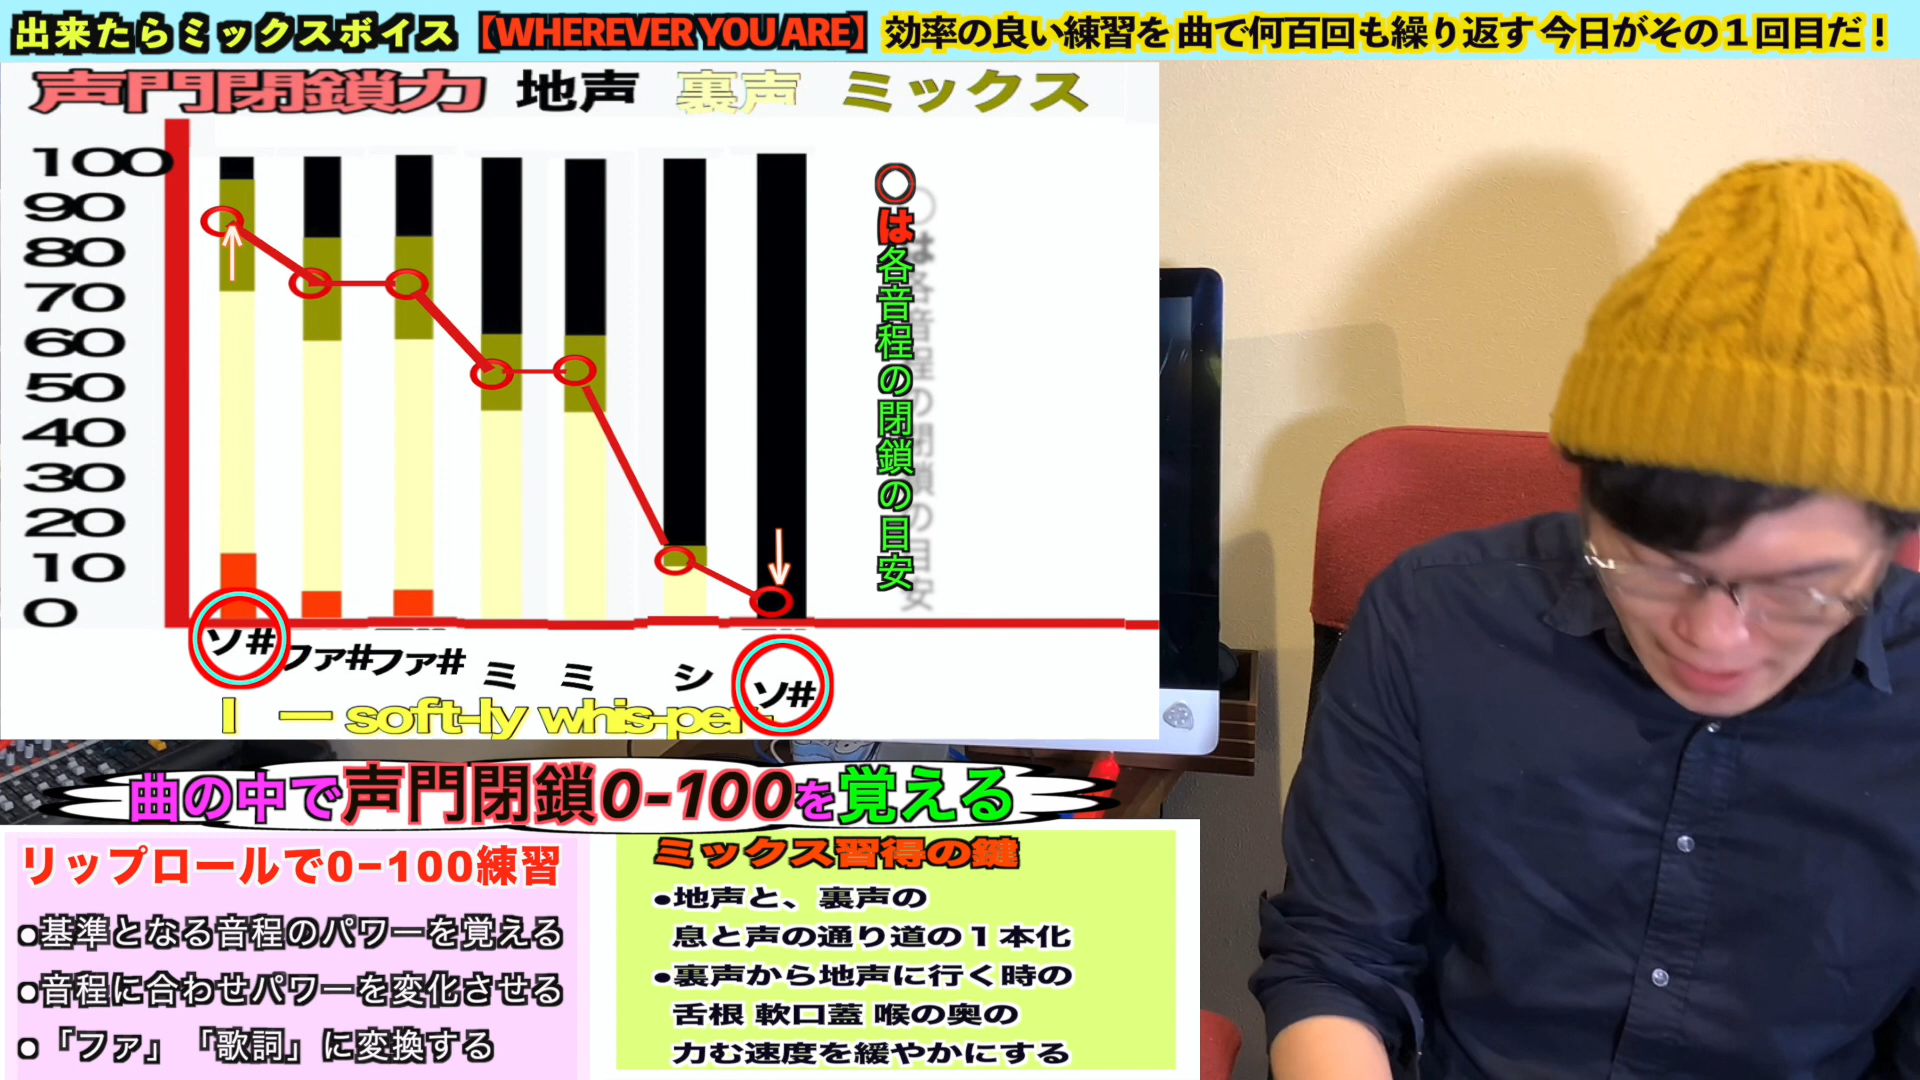 出来たらミックスボイス【WHEREVER YOU ARE】効率の良い練習を 曲で何百回も繰り返す 今日がその１回目だ！
声門閉鎖力 地声 裏声 ミックス
100
90
80
70
60
50
40
30
20
10
0
ソ# ファ# ファ# ミ ミ シ ソ#
I ー soft-ly whis-per
○は各音程の閉鎖の目安
曲の中で声門閉鎖0-100を覚える
リップロールで0-100練習
●基準となる音程のパワーを覚える
●音程に合わせパワーを変化させる
●「ファ」「歌詞」に変換する
ミックス習得の鍵
●地声と、裏声の
息と声の通り道の１本化
●裏声から地声に行く時の
舌根 軟口蓋 喉の奥の
力む速度を緩やかにする